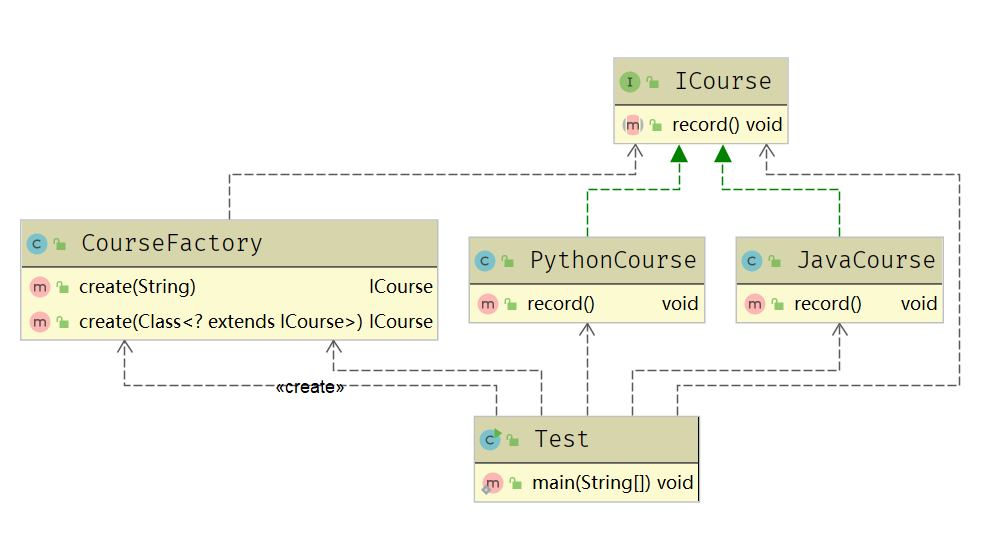 I ICourse
m record() void
C CourseFactory
m create(String) ICourse
m create(Class<? extends ICourse>) ICourse
C PythonCourse
m record() void
C JavaCourse
m record() void
«create»
C Test
m main(String[]) void